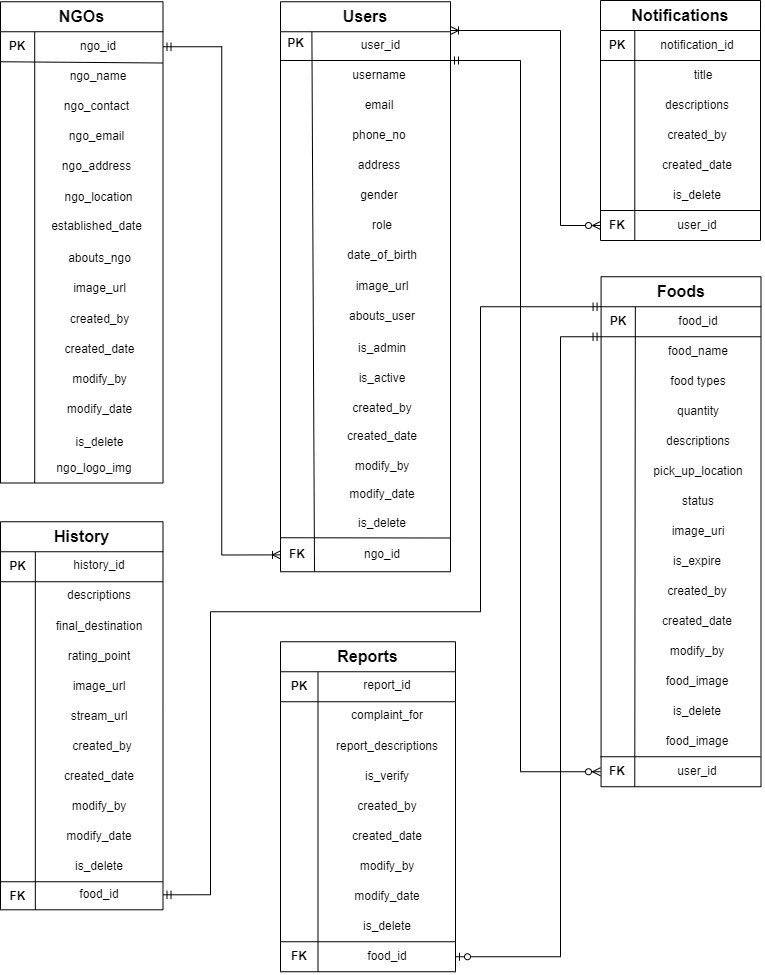 NGOs
PK ngo_id
ngo_name
ngo_contact
ngo_email
ngo_address
ngo_location
established_date
abouts_ngo
image_url
created_by
created_date
modify_by
modify_date
is_delete
ngo_logo_img
Users
PK user_id
username
email
phone_no
address
gender
role
date_of_birth
image_url
abouts_user
is_admin
is_active
created_by
created_date
modify_by
modify_date
is_delete
FK ngo_id
Notifications
PK notification_id
title
descriptions
created_by
created_date
is_delete
FK user_id
Foods
PK food_id
food_name
food types
quantity
descriptions
pick_up_location
status
image_uri
is_expire
created_by
created_date
modify_by
food_image
is_delete
food_image
FK user_id
History
PK history_id
descriptions
final_destination
rating_point
image_url
stream_url
created_by
created_date
modify_by
modify_date
is_delete
FK food_id
Reports
PK report_id
complaint_for
report_descriptions
is_verify
created_by
created_date
modify_by
modify_date
is_delete
FK food_id